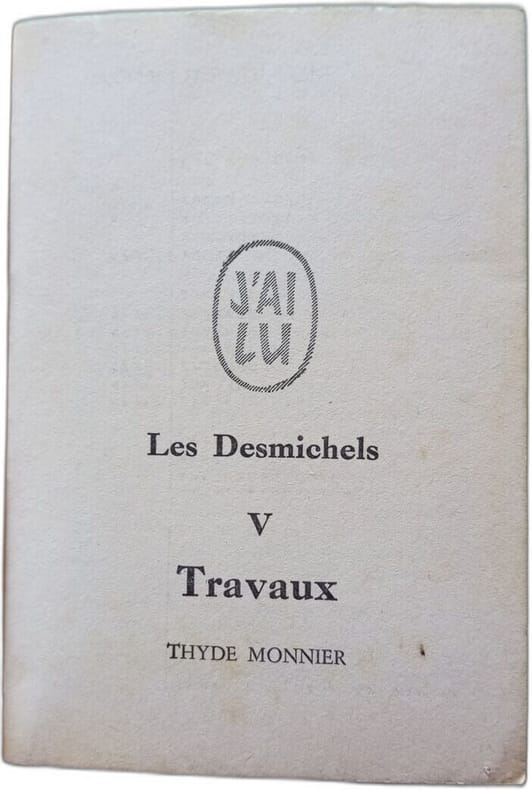 J'AI
LU
Les Desmichels
V
Travaux
THYDE MONNIER